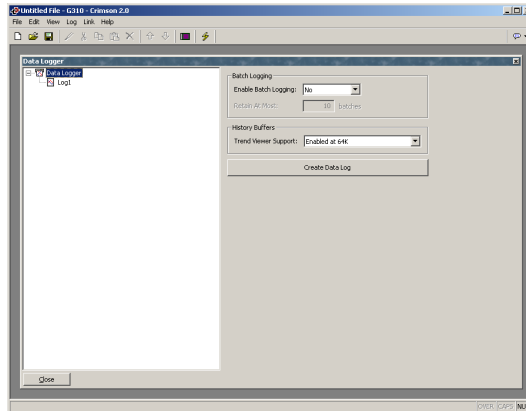 Untitled File - G310 - Crimson 2.0
File Edit View Log Link Help
Data Logger
Data Logger
Log1
Batch Logging
Enable Batch Logging: No
Retain At Most: 10 batches
History Buffers
Trend Viewer Support: Enabled at 64K
Create Data Log
Close
OVER CAPS NU